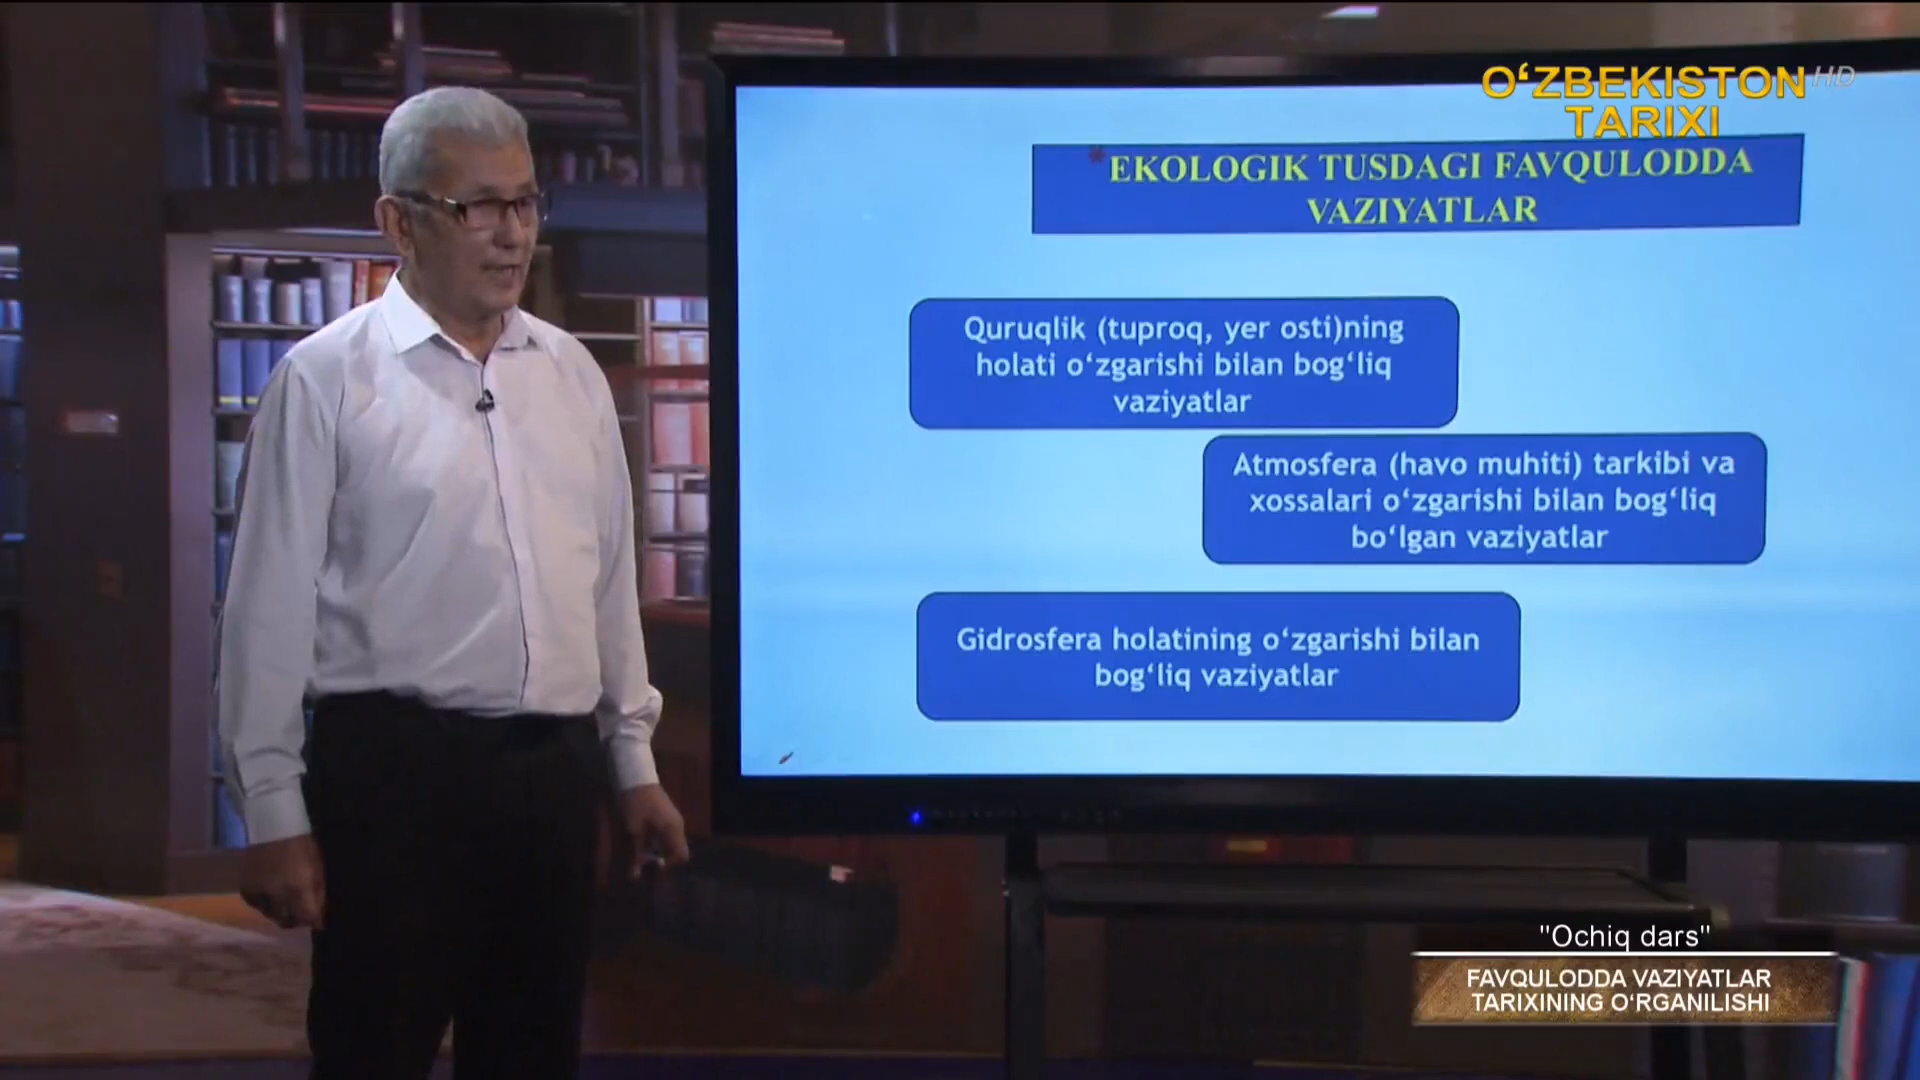 O‘ZBEKISTON HD
TARIXI
EKOLOGIK TUSDAGI FAVQULODDA
VAZIYATLAR
Quruqlik (tuproq, yer osti)ning
holati o‘zgarishi bilan bog‘liq
vaziyatlar
Atmosfera (havo muhiti) tarkibi va
xossalari o‘zgarishi bilan bog‘liq
bo‘lgan vaziyatlar
Gidrosfera holatining o‘zgarishi bilan
bog‘liq vaziyatlar
"Ochiq dars"
FAVQULODDA VAZIYATLAR
TARIXINING O‘RGANILISHI